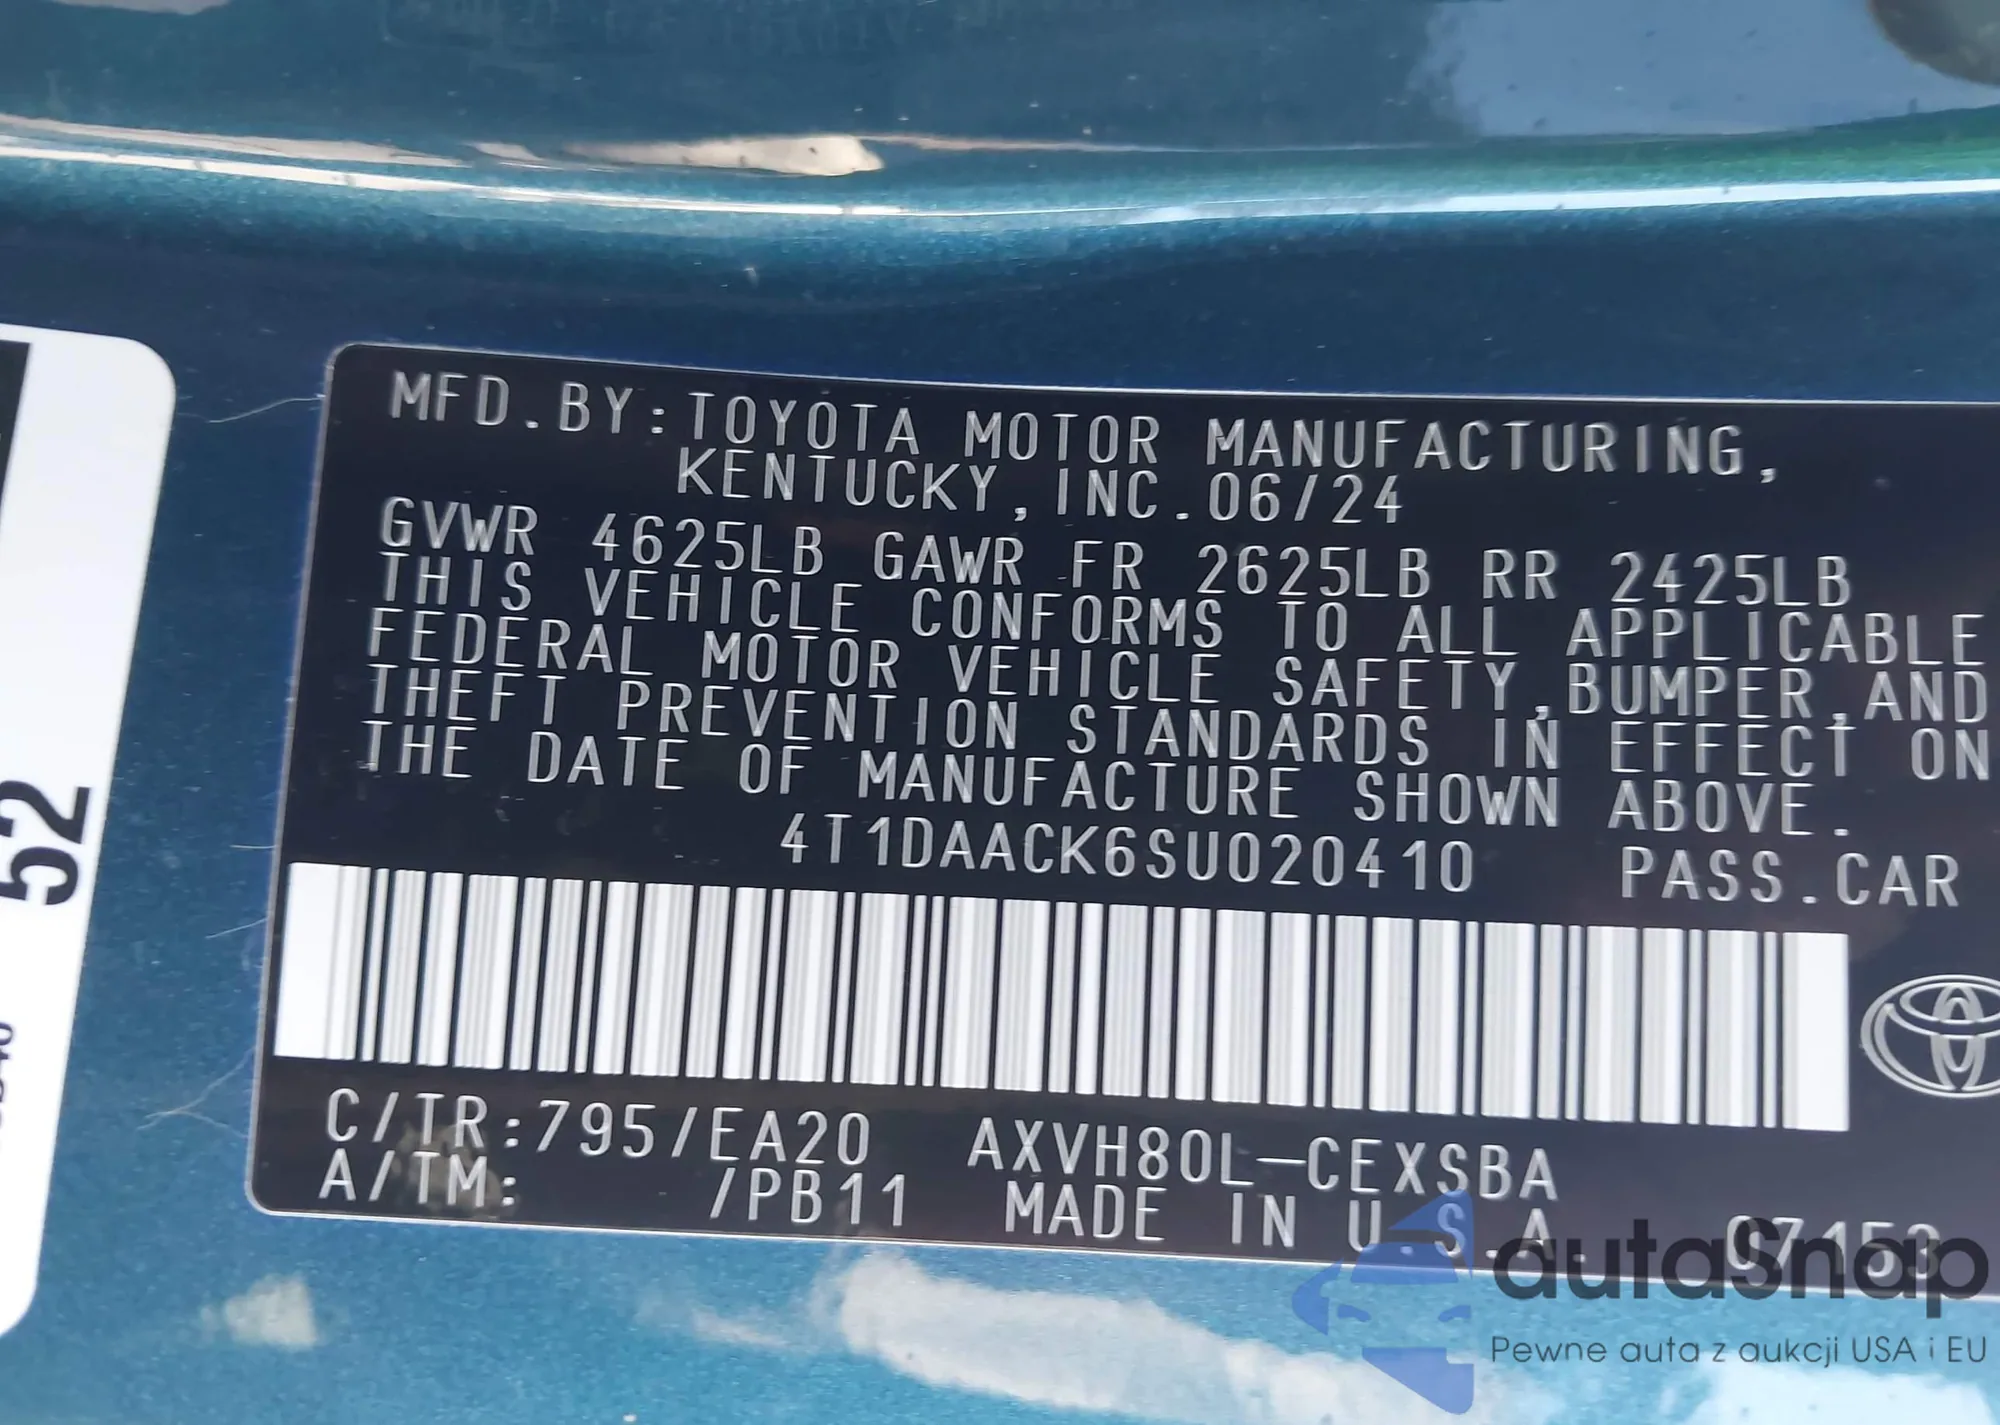 MFD.BY:TOYOTA MOTOR MANUFACTURING,
KENTUCKY,INC.06/24
GVWR 4625LB GAWR FR 2625LB RR 2425LB
THIS VEHICLE CONFORMS TO ALL APPLICABLE
FEDERAL MOTOR VEHICLE SAFETY,BUMPER,AND
THEFT PREVENTION STANDARDS IN EFFECT ON
THE DATE OF MANUFACTURE SHOWN ABOVE.
4T1DAACK6SU020410 PASS.CAR
C/TR:795/EA20 AXVH80L-CEXSBA
A/TM: /PB11 MADE IN U.S.A. 07153
52
autaSnap
Pewne auta z aukcji USA i EU